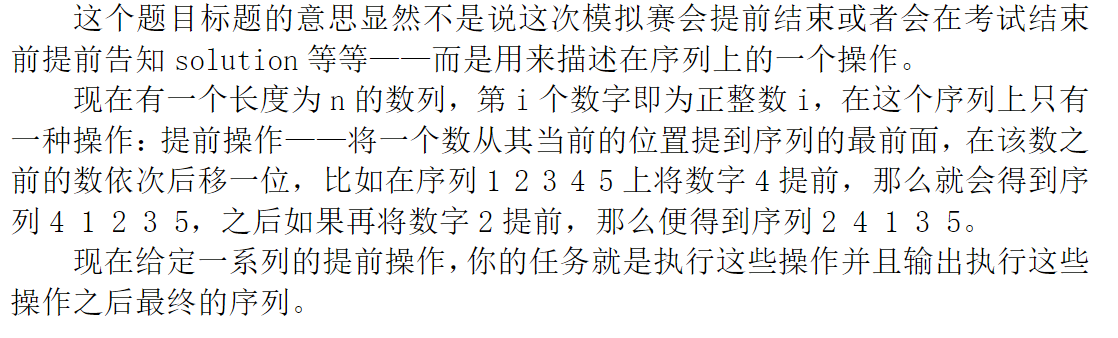 这个题目标题的意思显然不是说这次模拟赛会提前结束或者会在考试结束
前提前告知 solution 等等——而是用来描述在序列上的一个操作。
现在有一个长度为 n 的数列，第 i 个数字即为正整数 i，在这个序列上只有
一种操作：提前操作——将一个数从其当前的位置提到序列的最前面，在该数之
前的数依次后移一位，比如在序列 1 2 3 4 5 上将数字 4 提前，那么就会得到序
列 4 1 2 3 5，之后如果再将数字 2 提前，那么便得到序列 2 4 1 3 5。
现在给定一系列的提前操作，你的任务就是执行这些操作并且输出执行这些
操作之后最终的序列。